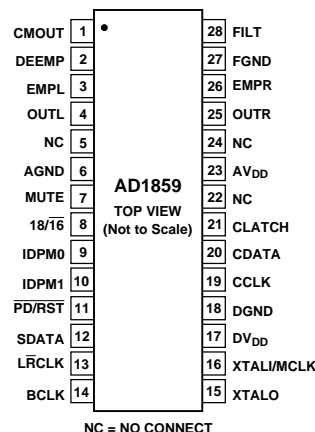 CMOUT 1 28 FILT
DEEMP 2 27 FGND
EMPL 3 26 EMPR
OUTL 4 25 OUTR
NC 5 24 NC
AGND 6 23 AVDD
MUTE 7 22 NC
18/16 8 21 CLATCH
IDPM0 9 20 CDATA
IDPM1 10 19 CCLK
PD/RST 11 18 DGND
SDATA 12 17 DVDD
LRCLK 13 16 XTALI/MCLK
BCLK 14 15 XTALO
AD1859
TOP VIEW
(Not to Scale)
NC = NO CONNECT